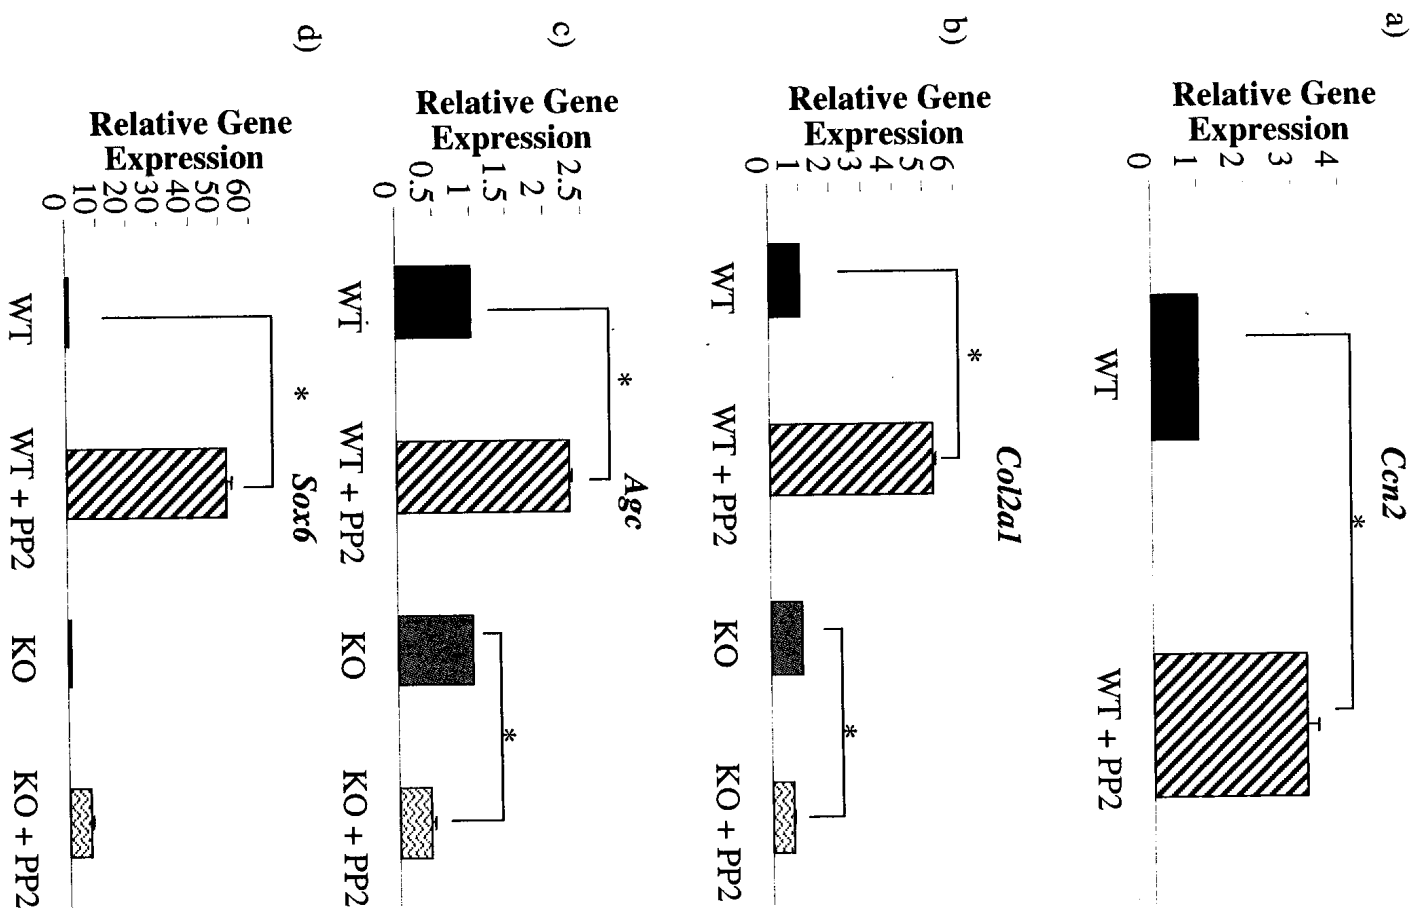 a)
Ccn2
Relative Gene
Expression
4
3
2
1
0
*
WT
WT + PP2
b)
Col2a1
Relative Gene
Expression
6
5
4
3
2
1
0
*
*
WT
WT + PP2
KO
KO + PP2
c)
Agc
Relative Gene
Expression
2.5
2
1.5
1
0.5
0
*
*
WT
WT + PP2
KO
KO + PP2
d)
Sox6
Relative Gene
Expression
60
50
40
30
20
10
0
*
WT
WT + PP2
KO
KO + PP2